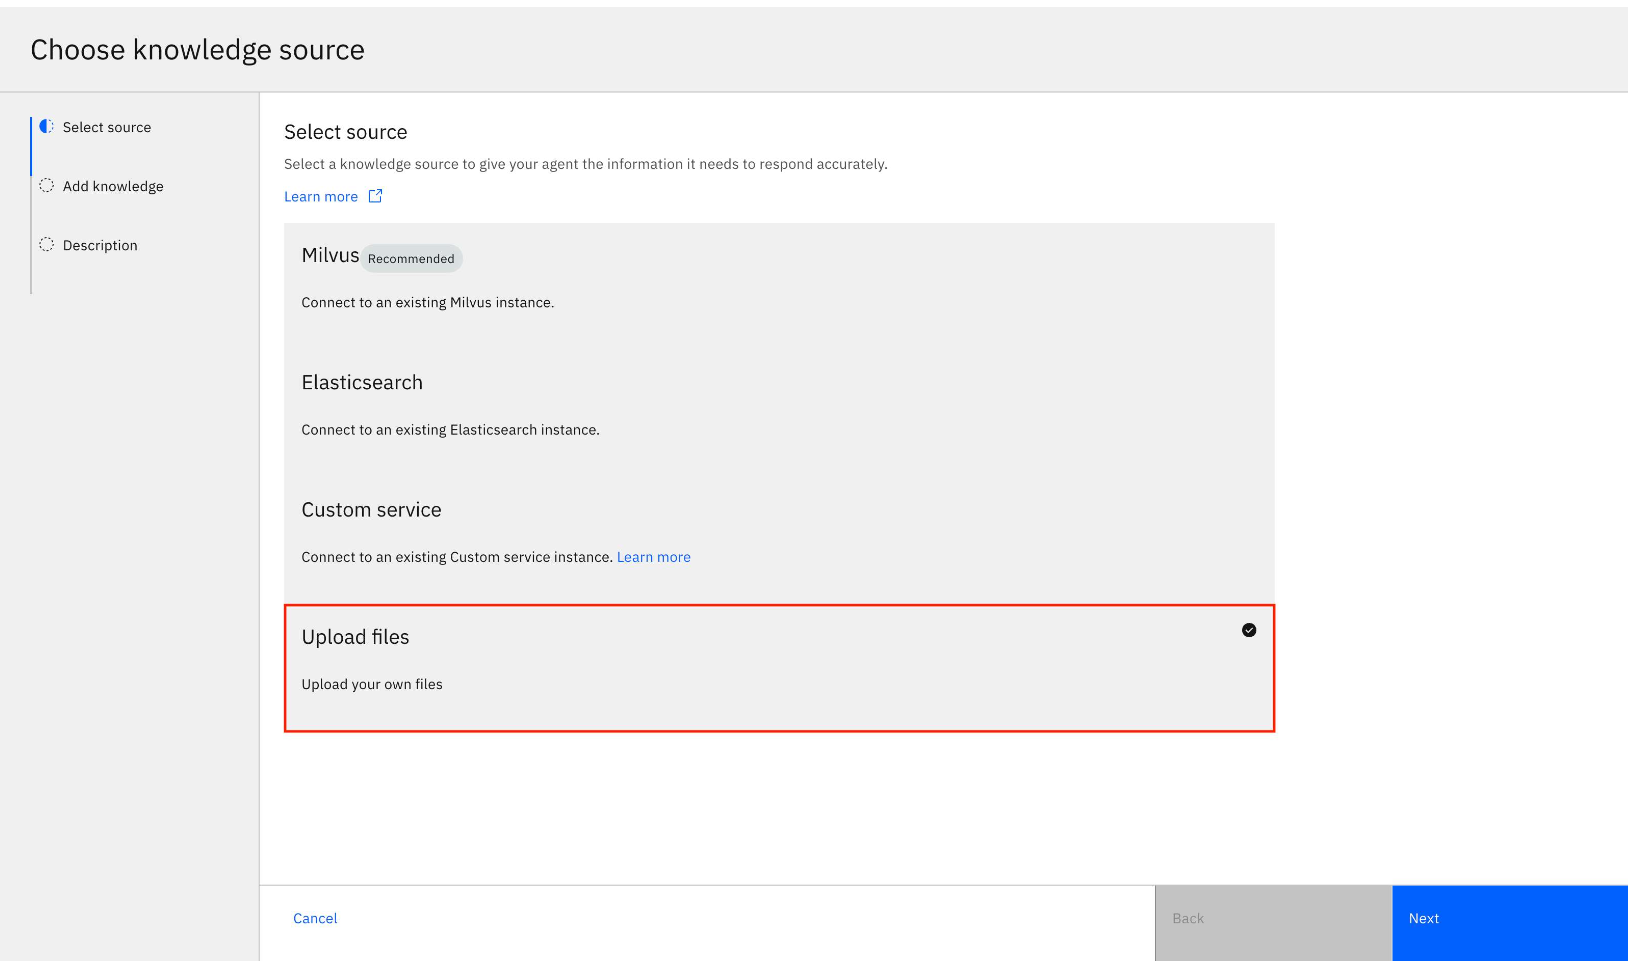 Choose knowledge source
Select source
Add knowledge
Description
Select source
Select a knowledge source to give your agent the information it needs to respond accurately.
Learn more
Milvus Recommended
Connect to an existing Milvus instance.
Elasticsearch
Connect to an existing Elasticsearch instance.
Custom service
Connect to an existing Custom service instance. Learn more
Upload files
Upload your own files
Cancel
Back
Next